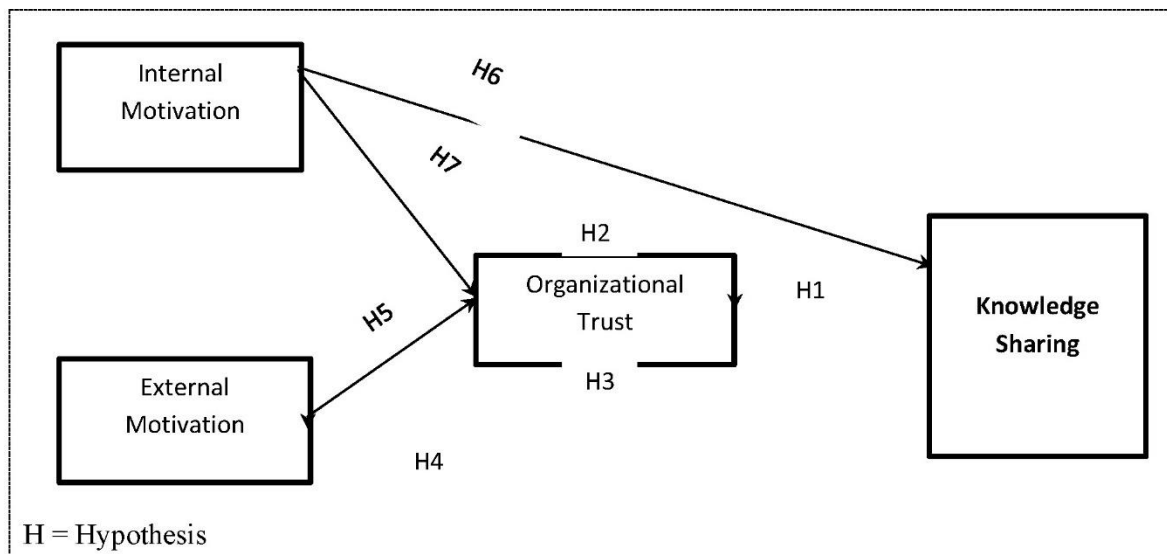 Internal
Motivation
H6
H7
H2
Organizational
Trust
H1
Knowledge
Sharing
H5
H3
External
Motivation
H4
H = Hypothesis